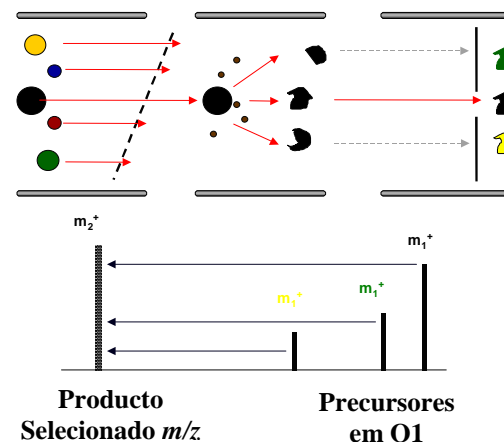 m₂⁺
m₁⁺
m₁⁺
m₁⁺
Producto
Selecionado m/z
Precursores
em Q1